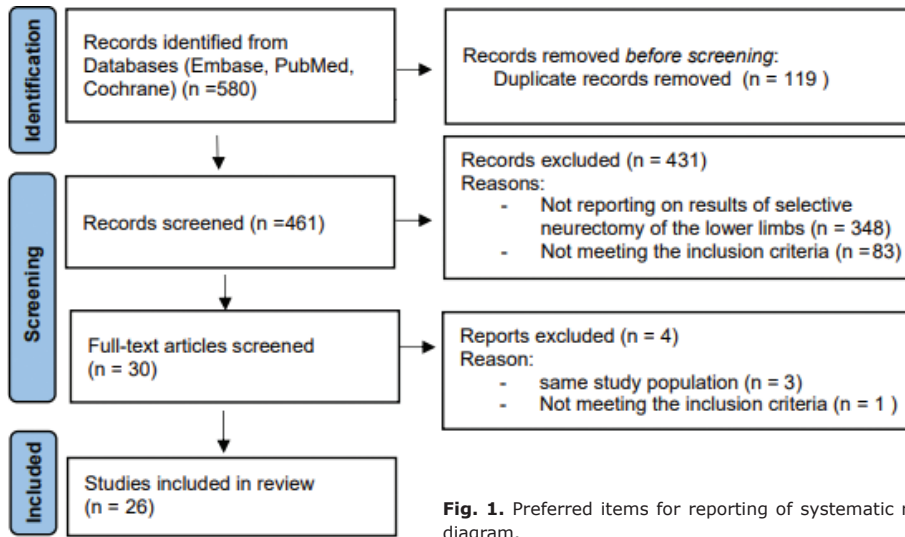 Identification
Records identified from
Databases (Embase, PubMed,
Cochrane) (n =580)
Records removed before screening:
Duplicate records removed (n = 119 )
Screening
Records screened (n =461)
Records excluded (n = 431)
Reasons:
- Not reporting on results of selective
neurectomy of the lower limbs (n = 348)
- Not meeting the inclusion criteria (n =83)
Full-text articles screened
(n = 30)
Reports excluded (n = 4)
Reason:
- same study population (n = 3)
- Not meeting the inclusion criteria (n = 1 )
Included
Studies included in review
(n = 26)
Fig. 1. Preferred items for reporting of systematic
diagram.